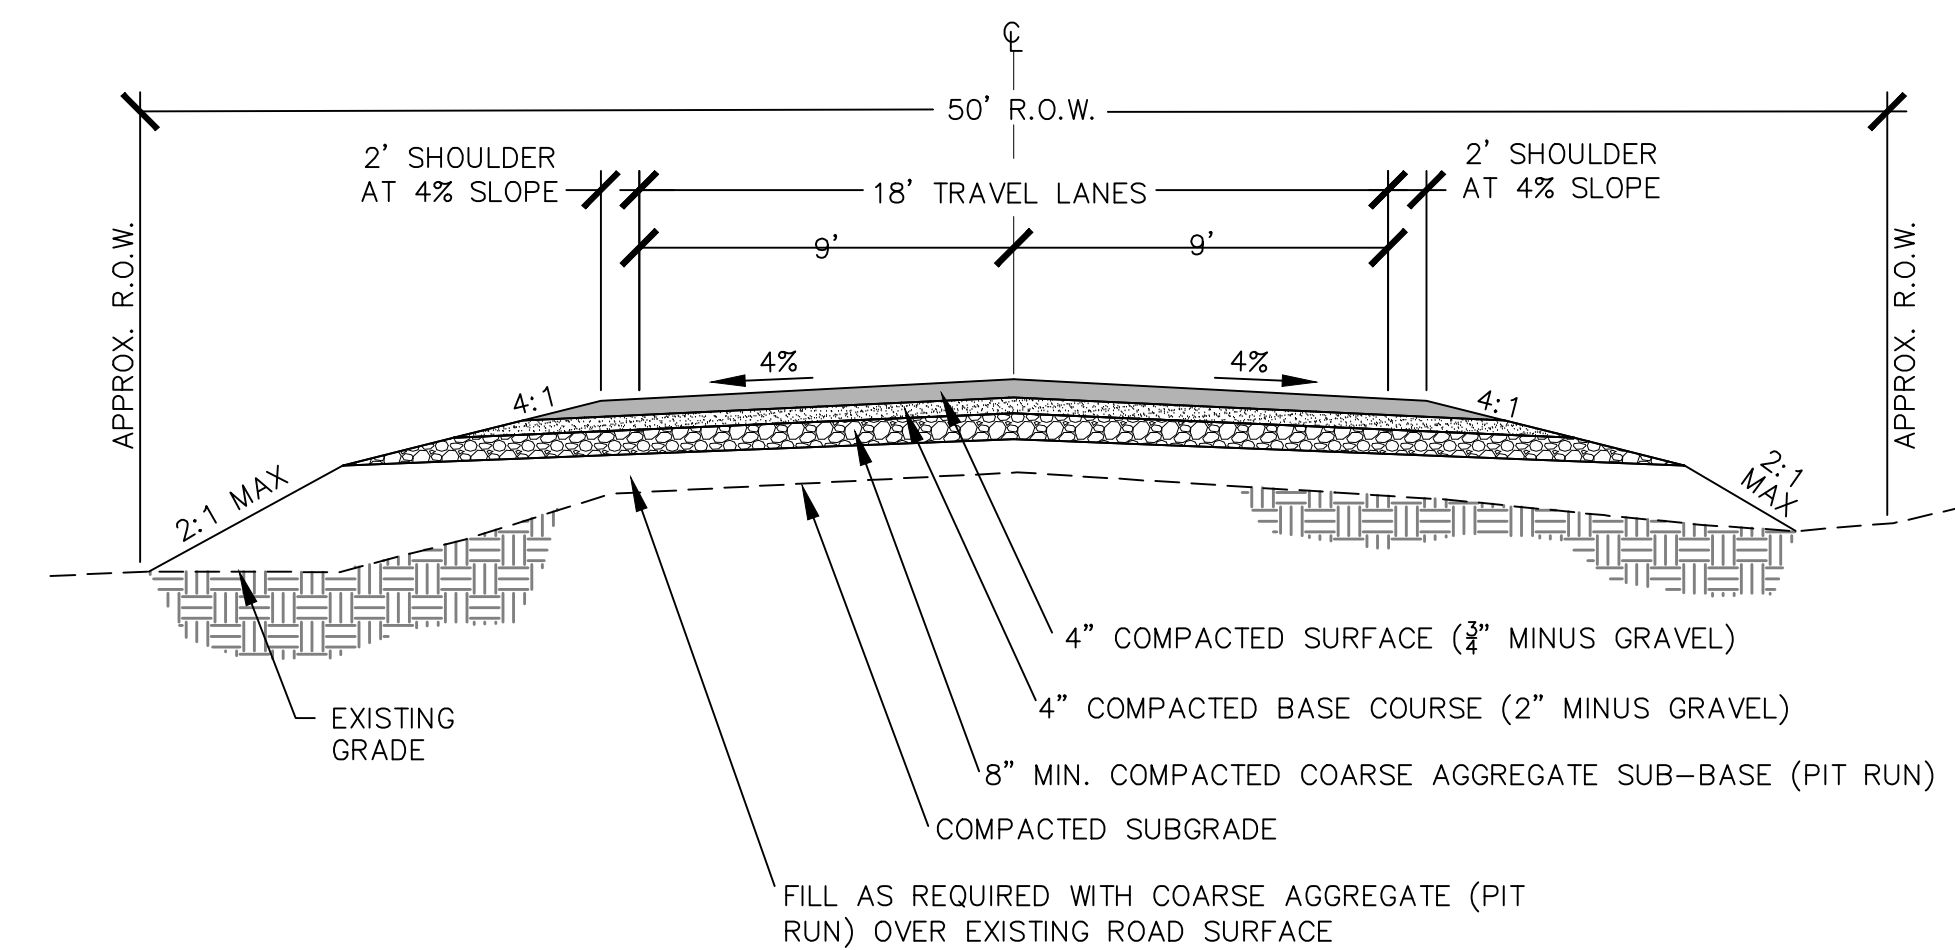 ℄
50' R.O.W.
2' SHOULDER
AT 4% SLOPE
18' TRAVEL LANES
2' SHOULDER
AT 4% SLOPE
9'
9'
APPROX. R.O.W.
APPROX. R.O.W.
4%
4%
4:1
4:1
2:1 MAX
2:1
MAX
4" COMPACTED SURFACE (¾" MINUS GRAVEL)
4" COMPACTED BASE COURSE (2" MINUS GRAVEL)
EXISTING
GRADE
8" MIN. COMPACTED COARSE AGGREGATE SUB-BASE (PIT RUN)
COMPACTED SUBGRADE
FILL AS REQUIRED WITH COARSE AGGREGATE (PIT
RUN) OVER EXISTING ROAD SURFACE